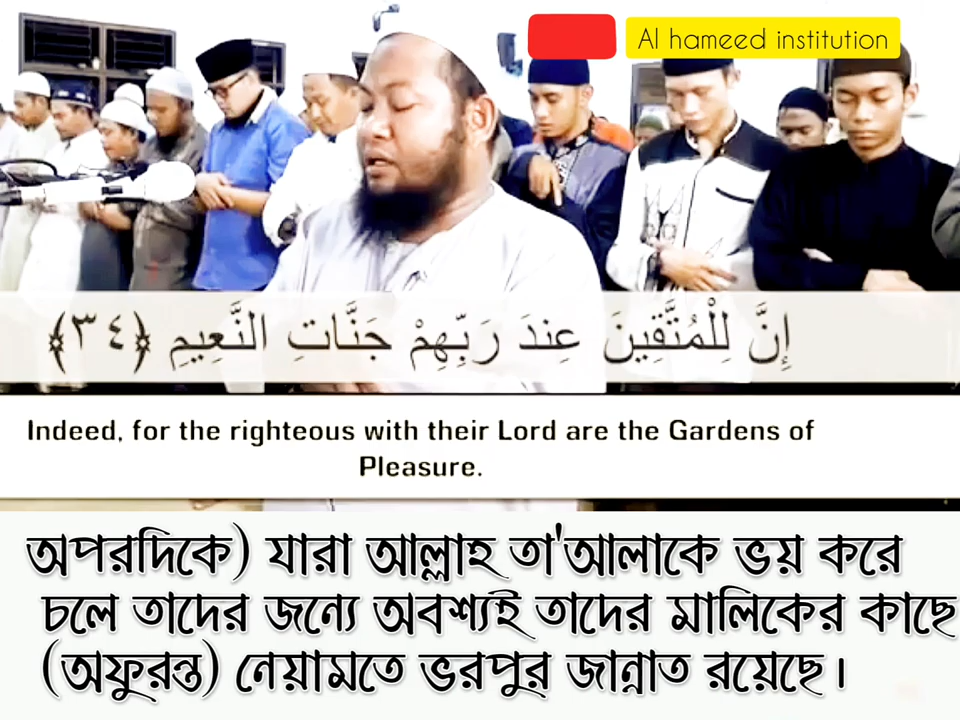 Al hameed institution
إِنَّ لِلْمُتَّقِينَ عِندَ رَبِّهِمْ جَنَّاتِ النَّعِيمِ ﴿٣٤﴾
Indeed, for the righteous with their Lord are the Gardens of
Pleasure.
অপরদিকে) যারা আল্লাহ তা'আলাকে ভয় করে
চলে তাদের জন্যে অবশ্যই তাদের মালিকের কাছে
(অফুরন্ত) নেয়ামতে ভরপুর জান্নাত রয়েছে।